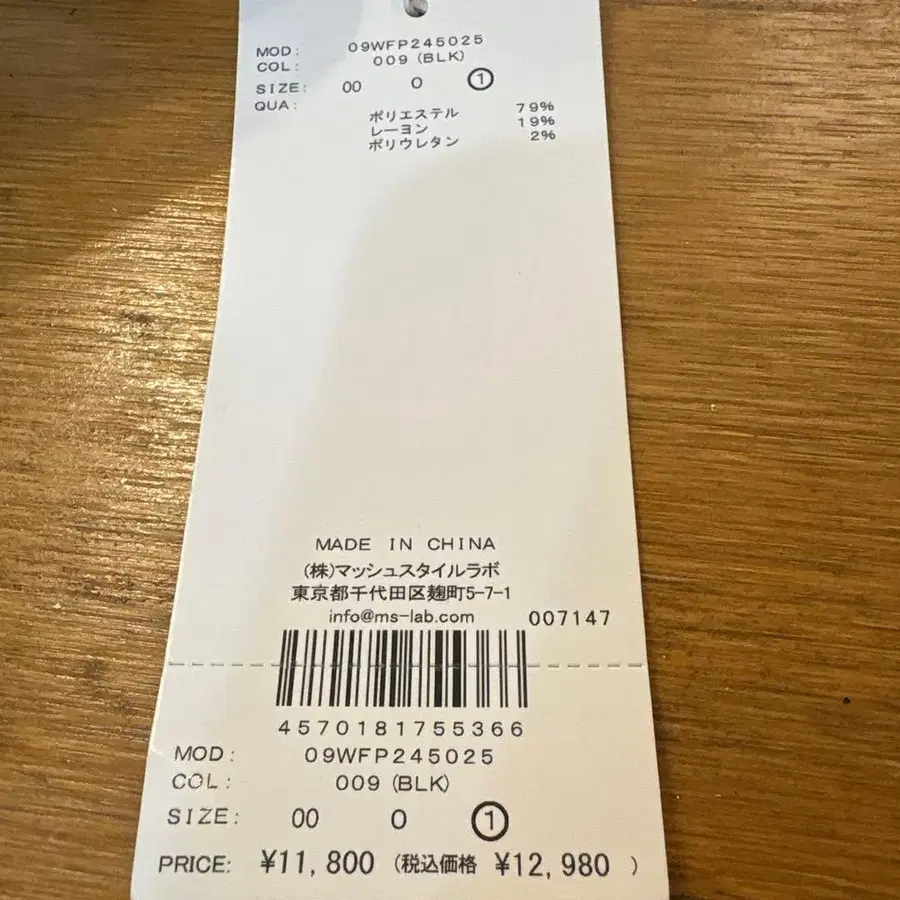 MOD: 09WFP245025
COL: 009 (BLK)
SIZE: 00 0 1
QUA:
ポリエステル 79%
レーヨン 19%
ポリウレタン 2%
MADE IN CHINA
(株)マッシュスタイルラボ
東京都千代田区麹町5-7-1
info@ms-lab.com 007147
4570181755366
MOD: 09WFP245025
COL: 009 (BLK)
SIZE: 00 0 1
PRICE: ¥11,800 (税込価格 ¥12,980 )